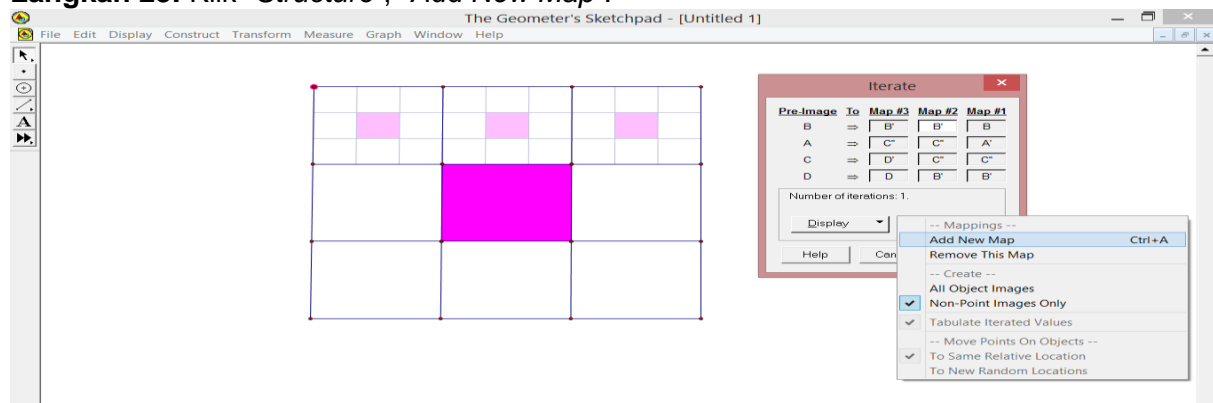 Langkah 25: Klik "Structure", "Add New Map".
The Geometer's Sketchpad - [Untitled 1]
File Edit Display Construct Transform Measure Graph Window Help
A
Iterate
Pre-Image To Map #3 Map #2 Map #1
B ⇒ B' B' B
A ⇒ C'' C'' A'
C ⇒ D' C'' C''
D ⇒ D B' B'
Number of iterations: 1.
Display
Help Can
-- Mappings --
Add New Map Ctrl+A
Remove This Map
-- Create --
All Object Images
Non-Point Images Only
Tabulate Iterated Values
-- Move Points On Objects --
To Same Relative Location
To New Random Locations